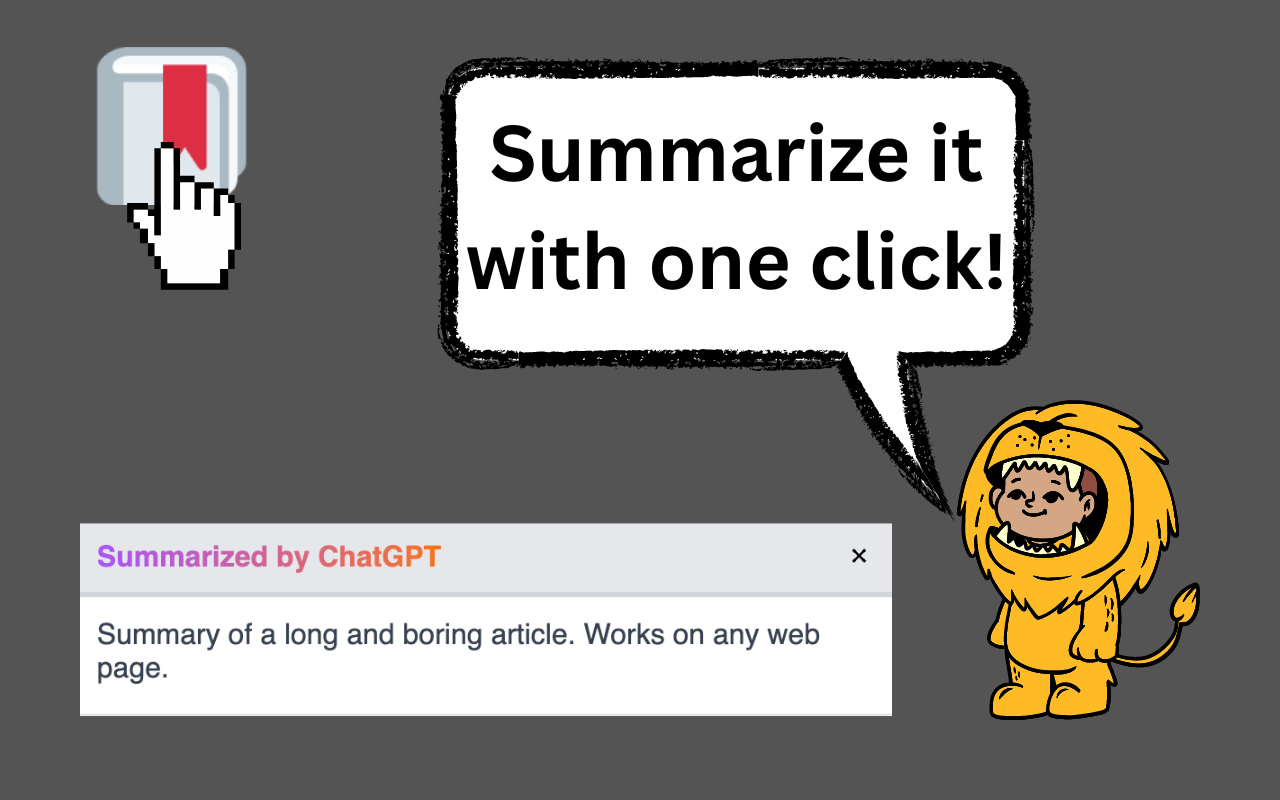 Summarize it
with one click!
Summarized by ChatGPT
×
Summary of a long and boring article. Works on any web
page.